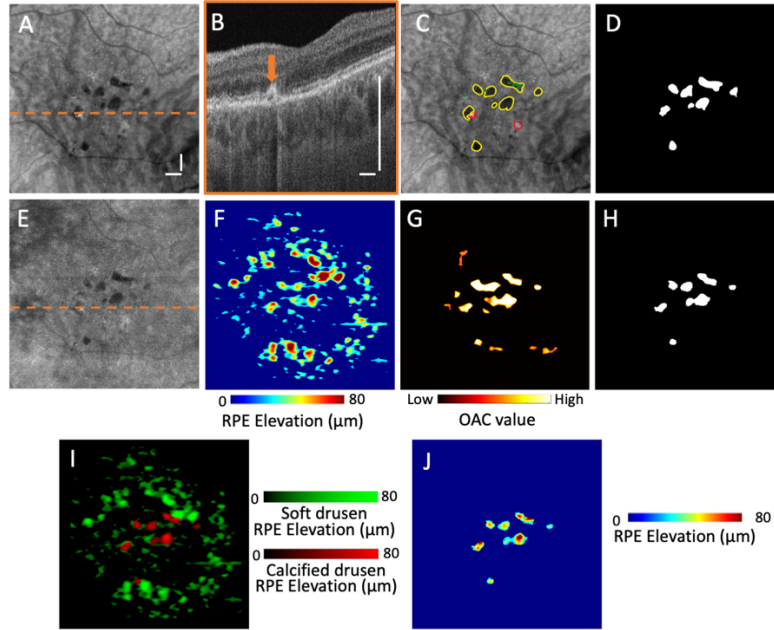 A
B
C
D
E
F
G
H
0
80
RPE Elevation (µm)
Low
High
OAC value
I
0
80
Soft drusen
RPE Elevation (µm)
0
80
Calcified drusen
RPE Elevation (µm)
J
0
80
RPE Elevation (µm)